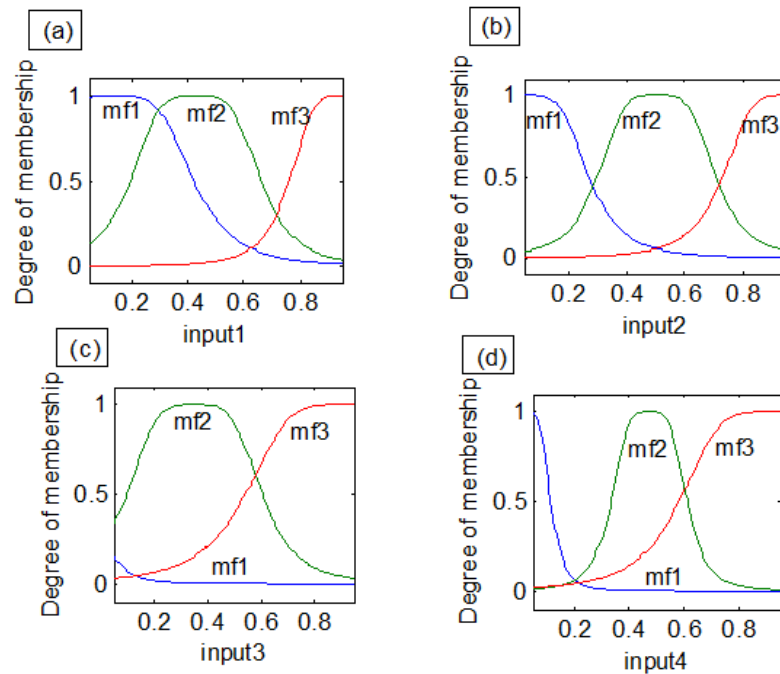 (a)
Degree of membership
1
0.5
0
mf1 mf2 mf3
0.2 0.4 0.6 0.8
input1
(b)
Degree of membership
1
0.5
0
mf1 mf2 mf3
0.2 0.4 0.6 0.8
input2
(c)
Degree of membership
1
0.5
0
mf2 mf3
mf1
0.2 0.4 0.6 0.8
input3
(d)
Degree of membership
1
0.5
0
mf2 mf3
mf1
0.2 0.4 0.6 0.8
input4